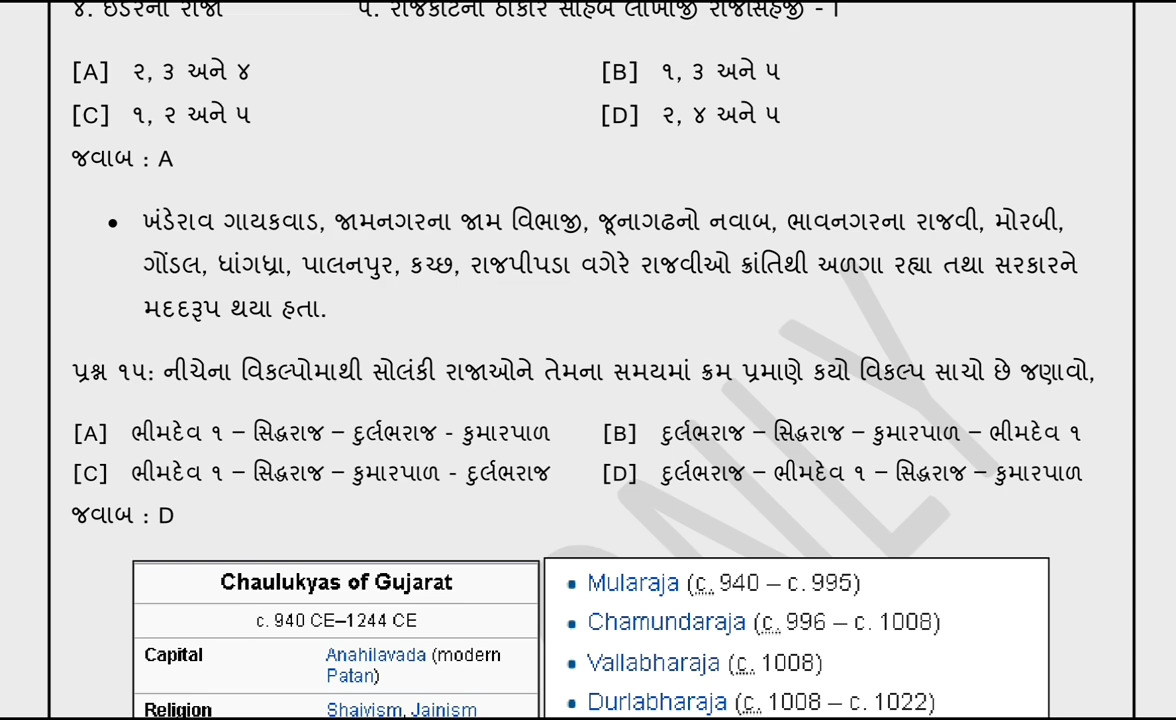 ૪. ઇડરના રાજા ૫. રાજકોટના ઠાકોર સાહેબ લાખાજી રાજસિંહજી - I
[A] ૨, ૩ અને ૪ [B] ૧, ૩ અને ૫
[C] ૧, ૨ અને ૫ [D] ૨, ૪ અને ૫
જવાબ : A
• ખંડેરાવ ગાયકવાડ, જામનગરના જામ વિભાજી, જૂનાગઢનો નવાબ, ભાવનગરના રાજવી, મોરબી,
ગોંડલ, ધાંગધ્રા, પાલનપુર, કચ્છ, રાજપીપડા વગેરે રાજવીઓ ક્રાંતિથી અળગા રહ્યા તથા સરકારને
મદદરૂપ થયા હતા.
પ્રશ્ન ૧૫: નીચેના વિકલ્પોમાથી સોલંકી રાજાઓને તેમના સમયમાં ક્રમ પ્રમાણે કયો વિકલ્પ સાચો છે જણાવો,
[A] ભીમદેવ ૧ – સિદ્ધરાજ – દુર્લભરાજ - કુમારપાળ [B] દુર્લભરાજ – સિદ્ધરાજ – કુમારપાળ – ભીમદેવ ૧
[C] ભીમદેવ ૧ – સિદ્ધરાજ – કુમારપાળ - દુર્લભરાજ [D] દુર્લભરાજ – ભીમદેવ ૧ – સિદ્ધરાજ – કુમારપાળ
જવાબ : D
Chaulukyas of Gujarat
c. 940 CE–1244 CE
Capital Anahilavada (modern
Patan)
Religion Shaivism, Jainism
• Mularaja (c. 940 – c. 995)
• Chamundaraja (c. 996 – c. 1008)
• Vallabharaja (c. 1008)
• Durlabharaja (c. 1008 – c. 1022)